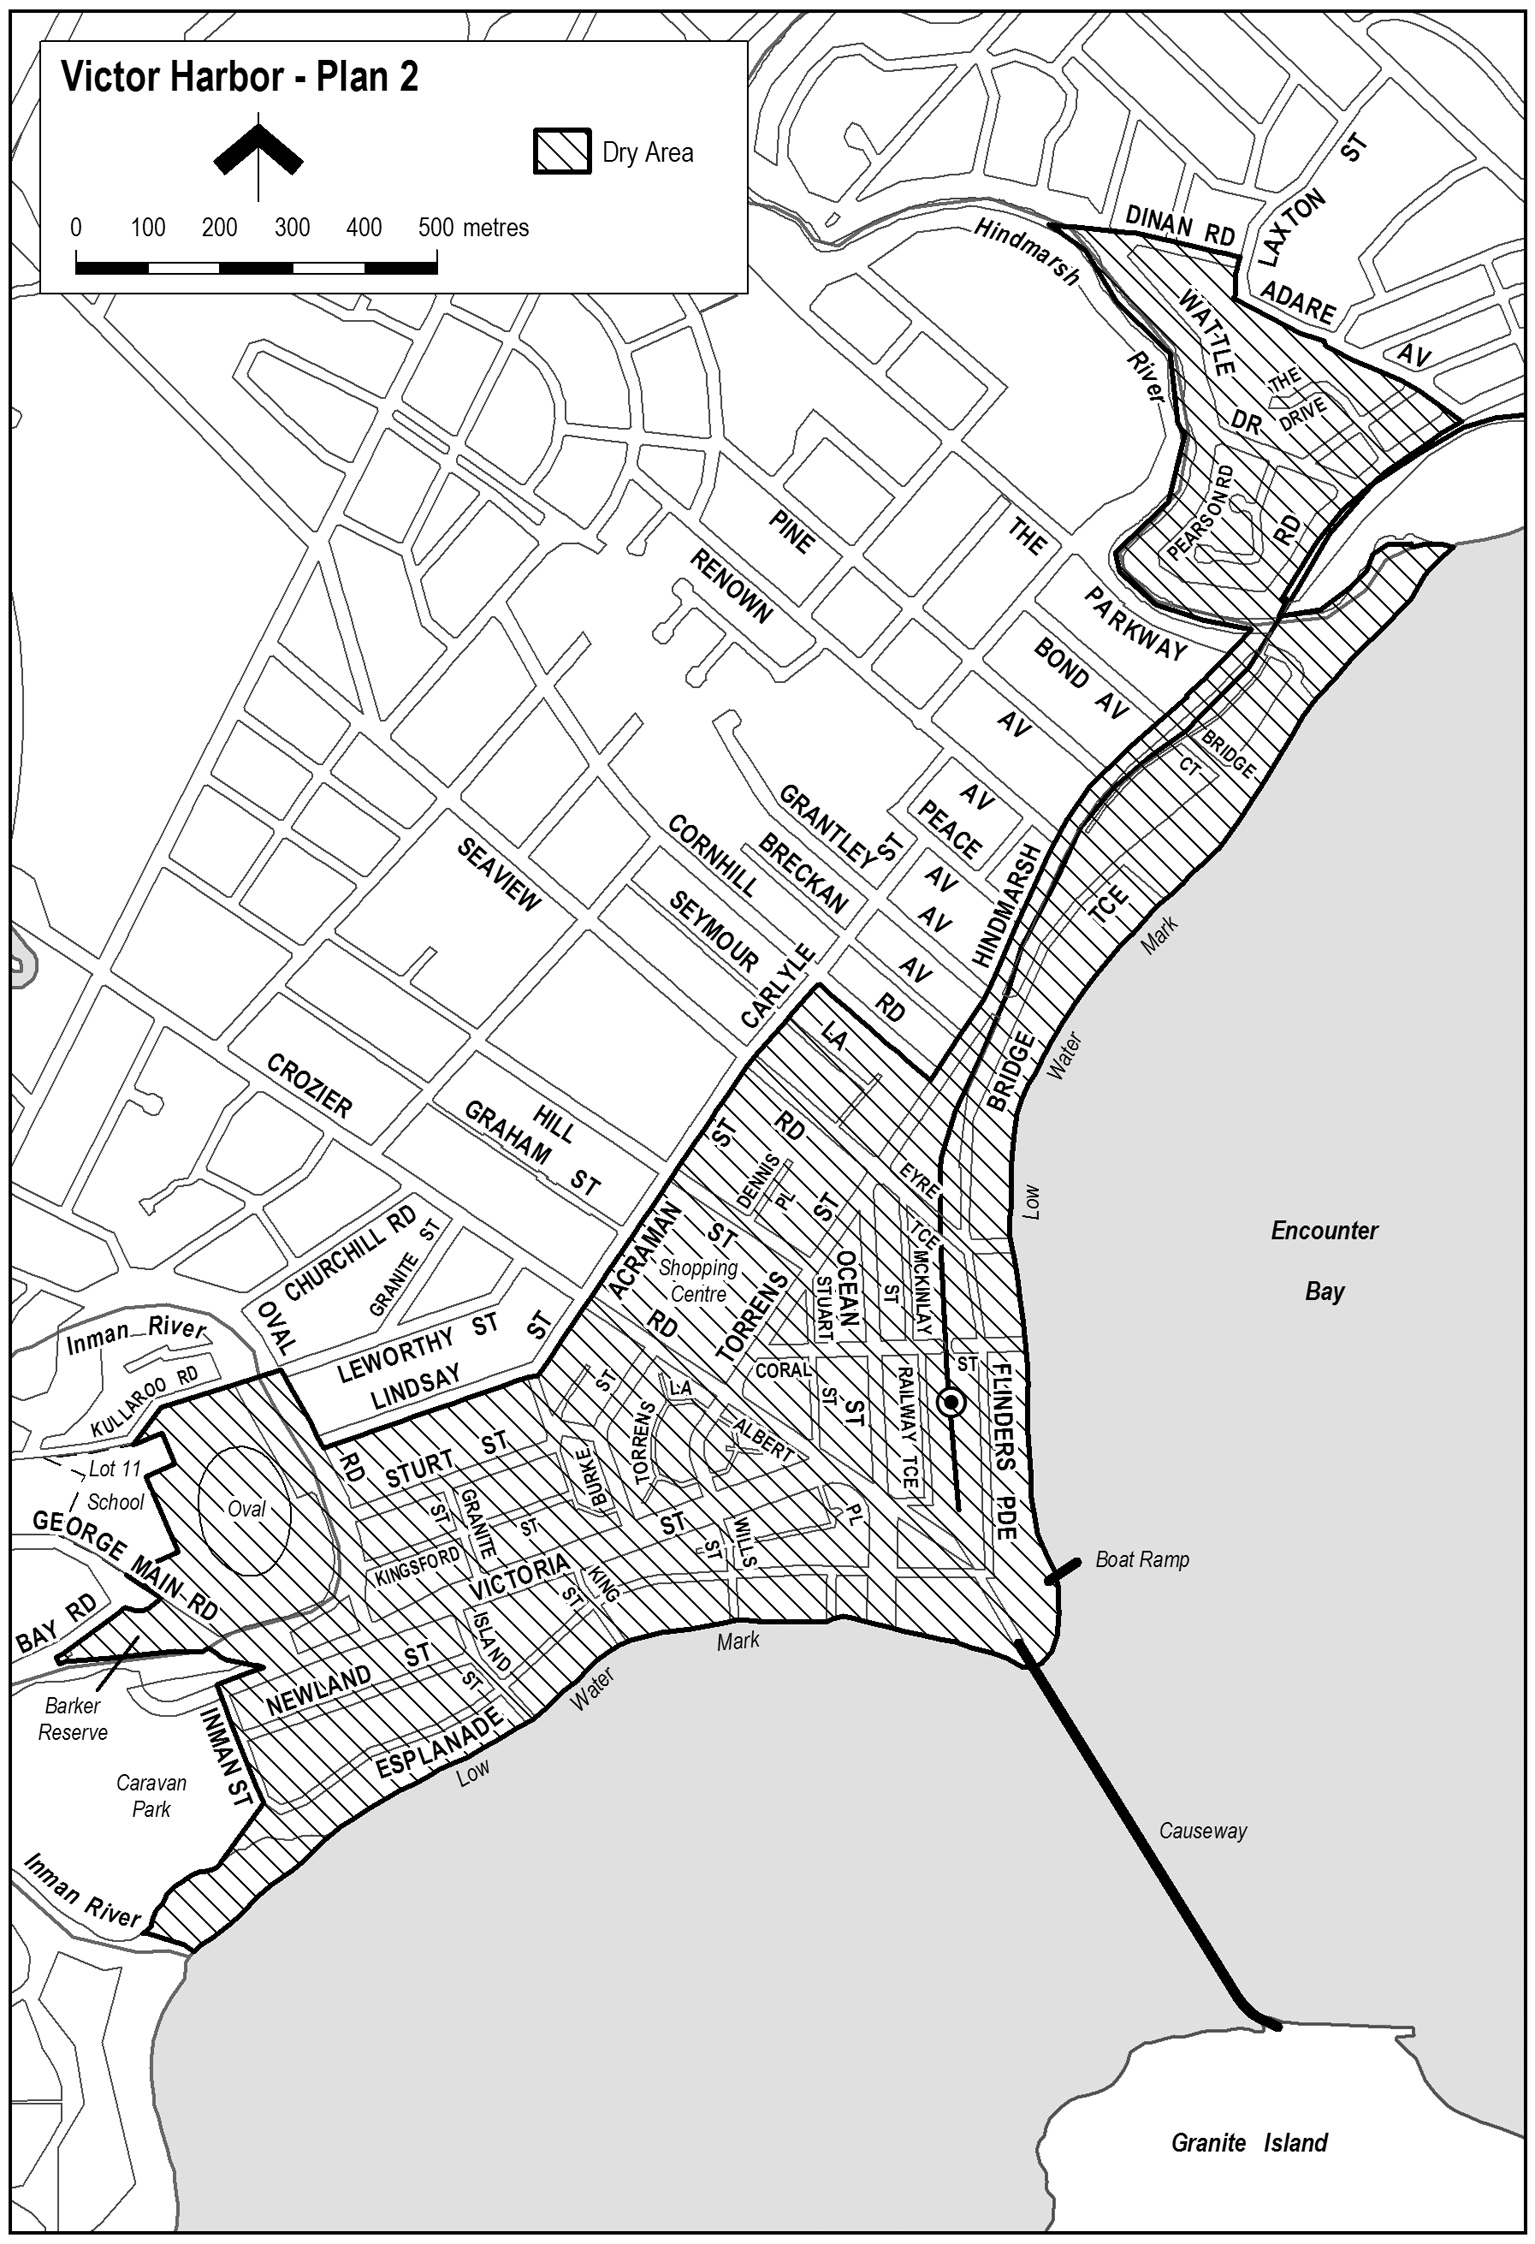 Victor Harbor - Plan 2
Dry Area
0 100 200 300 400 500 metres
DINAN RD
LAXTON ST
Hindmarsh River
ADARE AV
WATTLE DR
THE DRIVE
PEARSON RD
RD
PINE AV
RENOWN AV
THE PARKWAY
BOND AV
BRIDGE CT
PEACE AV
GRANTLEY AV
ST
HINDMARSH RD
CORNHILL RD
BRECKAN AV
SEYMOUR
SEAVIEW RD
CARLYLE ST
BRIDGE TCE
Low Water Mark
LA
CROZIER RD
HILL ST
GRAHAM ST
DENNIS PL
EYRE TCE
ACRAMAN ST
Shopping Centre
TORRENS ST
OCEAN ST
STUART ST
MCKINLAY ST
CHURCHILL RD
GRANITE ST
OVAL RD
LEWORTHY ST
LINDSAY ST
Inman River
KULLAROO RD
CORAL ST
RAILWAY TCE
FLINDERS PDE
Encounter
Bay
Lot 11
School
Oval
STURT ST
BURKE ST
TORRENS
LA
ALBERT PL
GEORGE MAIN RD
GRANITE ST
KINGSFORD ST
VICTORIA ST
WILLS ST
KING ST
BAY RD
ISLAND ST
NEWLAND ST
Boat Ramp
Barker
Reserve
INMAN ST
ESPLANADE
Low Water Mark
Caravan
Park
Causeway
Inman River
Granite Island